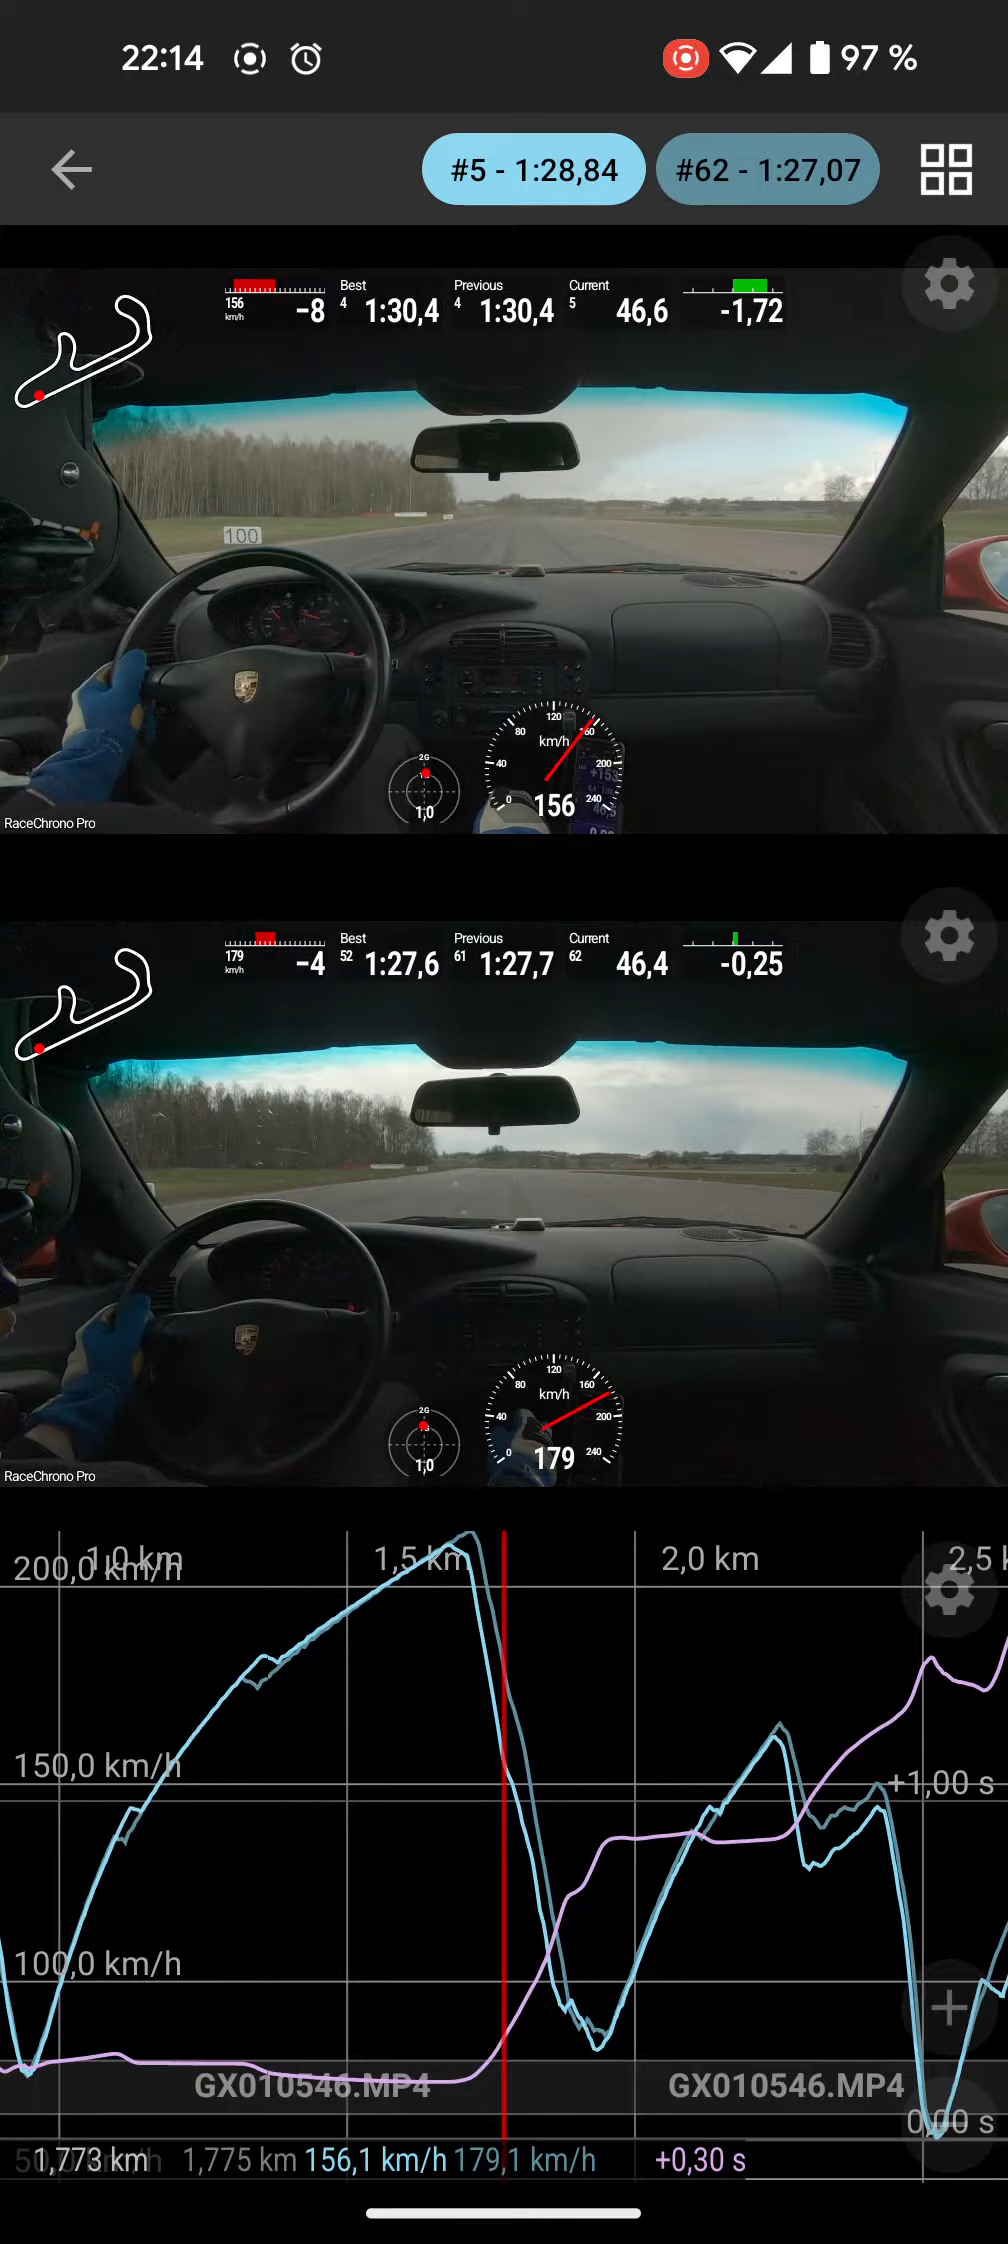 22:14
97 %
#5 - 1:28,84
#62 - 1:27,07
156
km/h
-8
Best
4 1:30,4
Previous
4 1:30,4
Current
5 46,6
-1,72
100
120
80
160
km/h
40
200
0
240
156
2G
1,0
RaceChrono Pro
179
km/h
-4
Best
52 1:27,6
Previous
61 1:27,7
Current
62 46,4
-0,25
120
80
160
km/h
40
200
0
240
179
2G
1,0
RaceChrono Pro
1,0 km
1,5 km
2,0 km
2,5 k
200,0 km/h
150,0 km/h
+1,00 s
100,0 km/h
GX010546.MP4
GX010546.MP4
0,00 s
1,773 km
1,775 km
156,1 km/h
179,1 km/h
+0,30 s